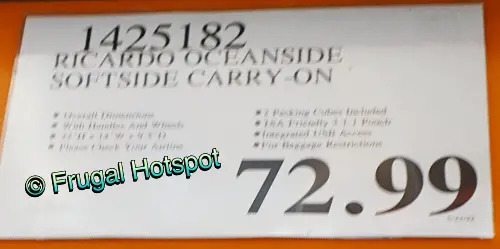 1425182
RICARDO OCEANSIDE
SOFTSIDE CARRY-ON
* Overall Dimensions
* With Handles And Wheels
* Please Check Your Airline
* 2 Packing Cubes Included
* TSA Friendly 3-1-1 Pouch
* Integrated USB Access
* For Baggage Restrictions
© Frugal Hotspot
72.99